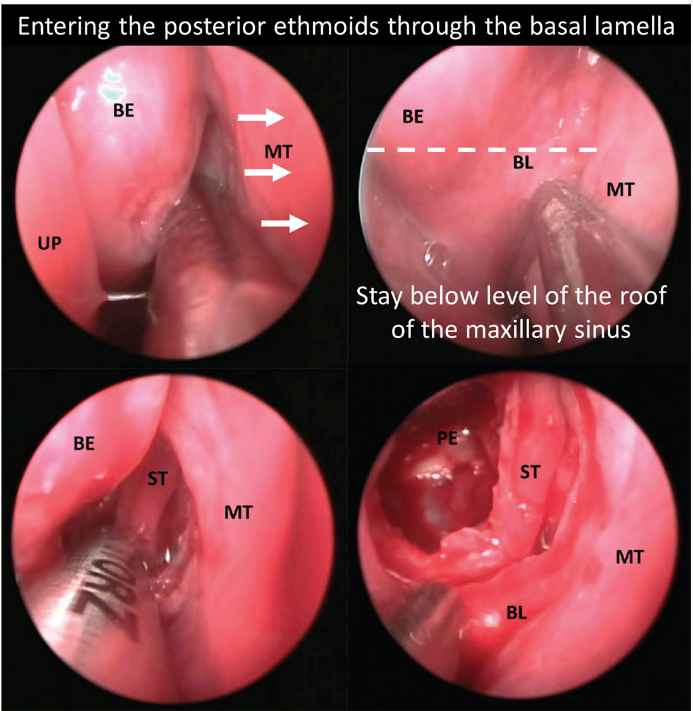 Entering the posterior ethmoids through the basal lamella
BE
MT
UP
BE
BL
MT
Stay below level of the roof
of the maxillary sinus
BE
ST
MT
PE
ST
MT
BL